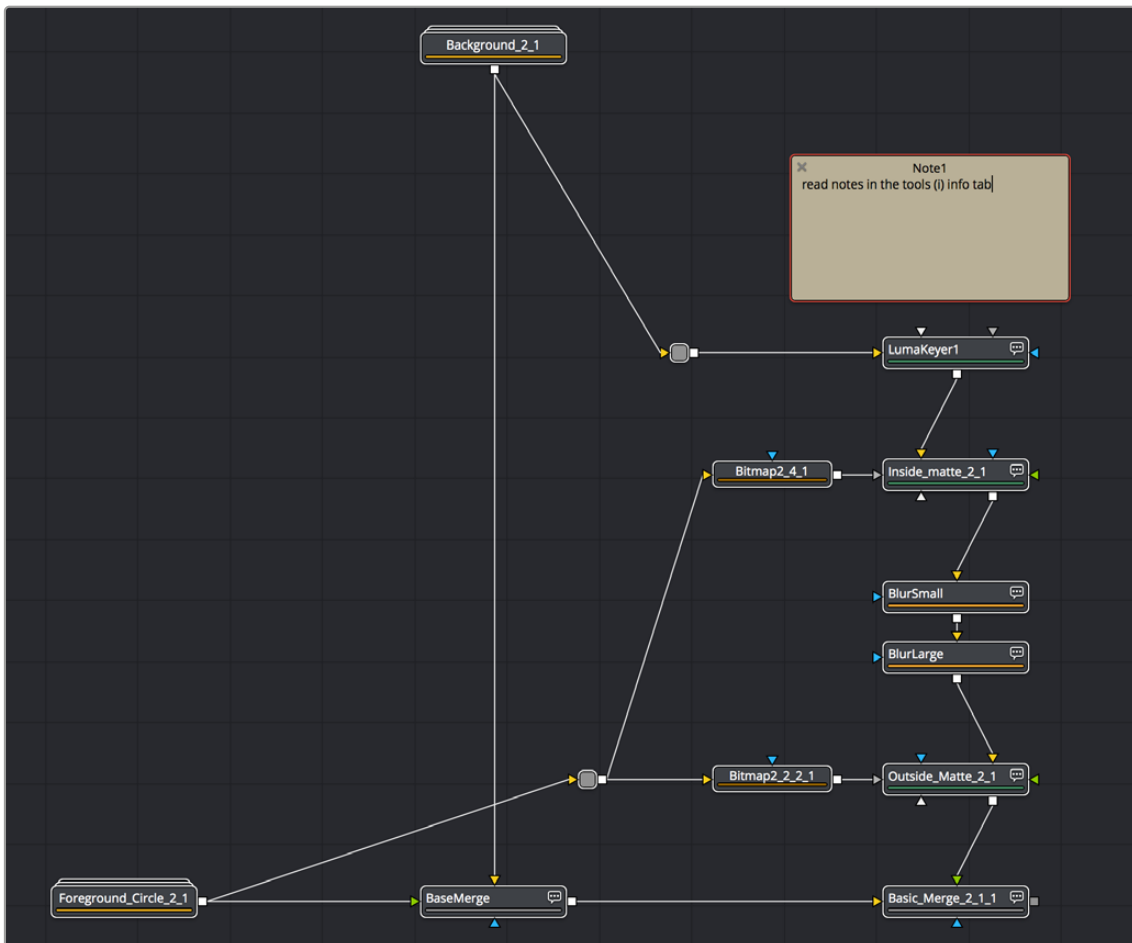 Background_2_1
Note1
read notes in the tools (i) info tab
LumaKeyer1
Bitmap2_4_1
Inside_matte_2_1
BlurSmall
BlurLarge
Bitmap2_2_2_1
Outside_Matte_2_1
Foreground_Circle_2_1
BaseMerge
Basic_Merge_2_1_1